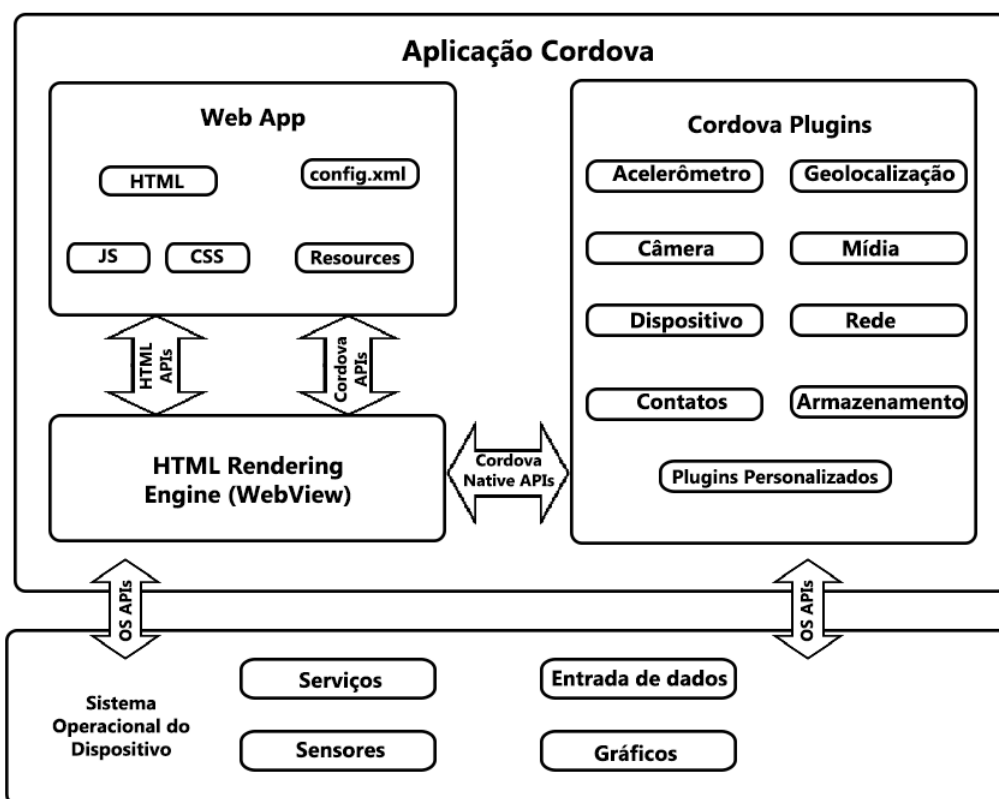 Aplicação Cordova
Web App
HTML
config.xml
JS
CSS
Resources
HTML
APIs
Cordova
APIs
HTML Rendering
Engine (WebView)
Cordova
Native APIs
Cordova Plugins
Acelerômetro
Geolocalização
Câmera
Mídia
Dispositivo
Rede
Contatos
Armazenamento
Plugins Personalizados
OS APIs
OS APIs
Sistema
Operacional do
Dispositivo
Serviços
Entrada de dados
Sensores
Gráficos